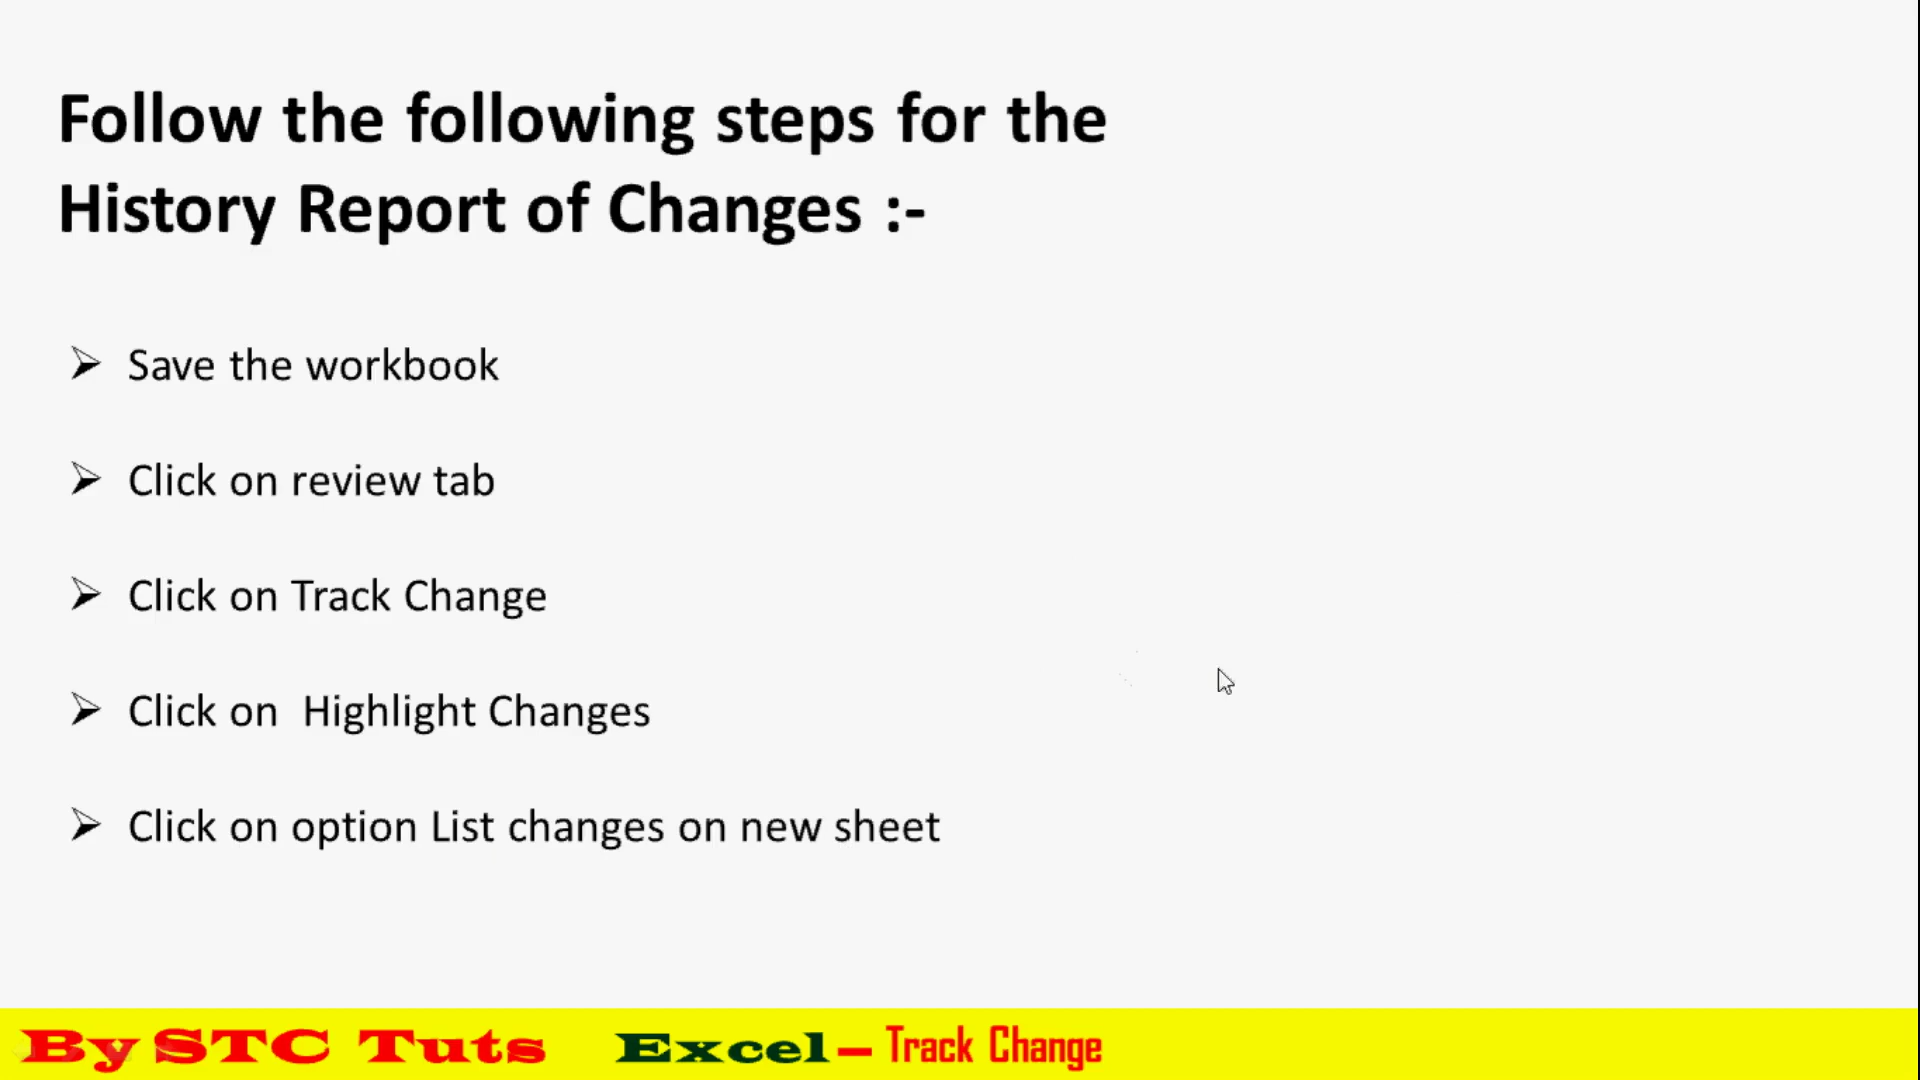 Follow the following steps for the
History Report of Changes :-
Save the workbook
Click on review tab
Click on Track Change
Click on  Highlight Changes
Click on option List changes on new sheet
By STC Tuts Excel – Track Change